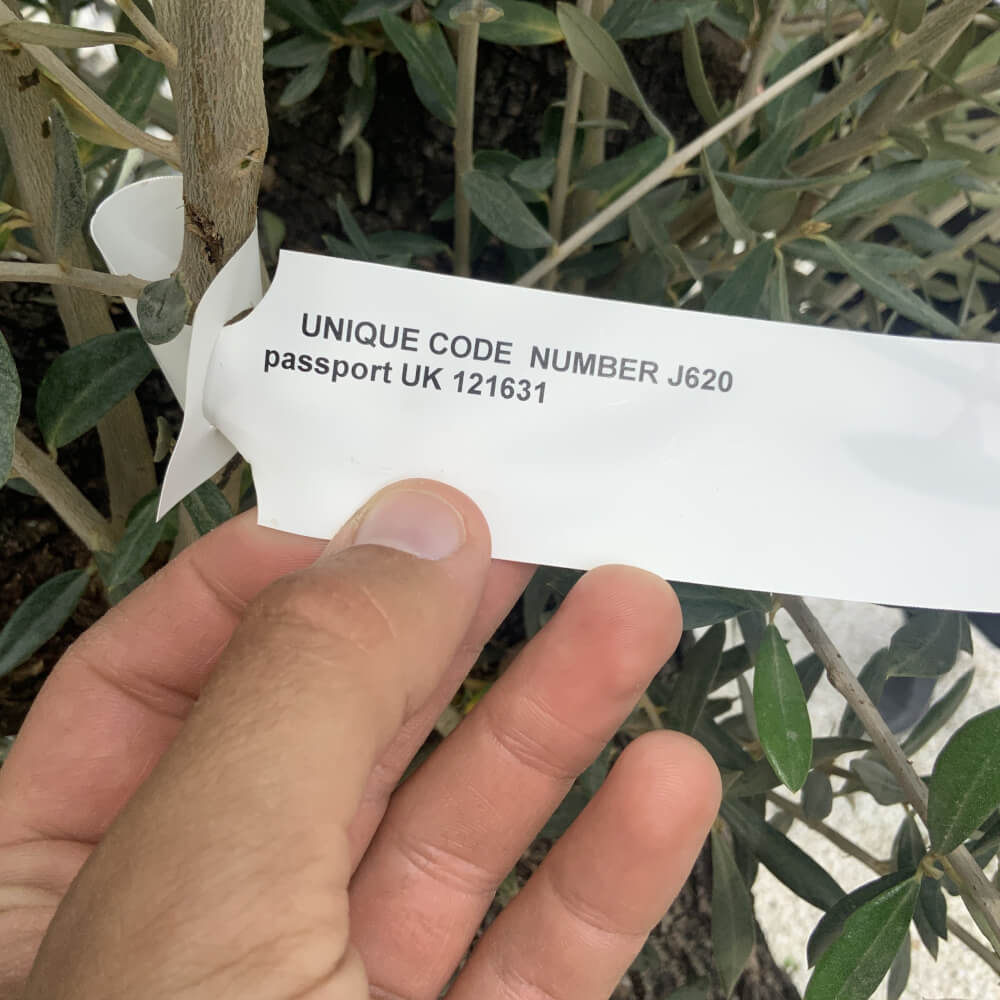 UNIQUE CODE  NUMBER J620
passport UK 121631